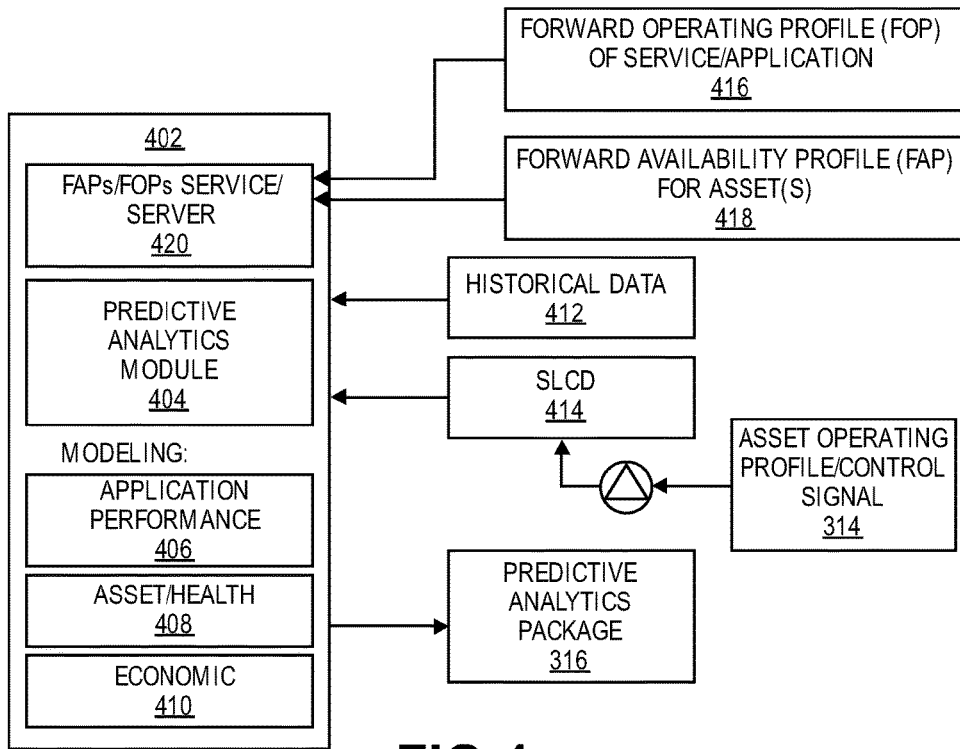 FORWARD OPERATING PROFILE (FOP)
OF SERVICE/APPLICATION
416
402
FAPs/FOPs SERVICE/
SERVER
420
FORWARD AVAILABILITY PROFILE (FAP)
FOR ASSET(S)
418
PREDICTIVE
ANALYTICS
MODULE
404
HISTORICAL DATA
412
SLCD
414
ASSET OPERATING
PROFILE/CONTROL
SIGNAL
314
MODELING:
APPLICATION
PERFORMANCE
406
ASSET/HEALTH
408
ECONOMIC
410
PREDICTIVE
ANALYTICS
PACKAGE
316